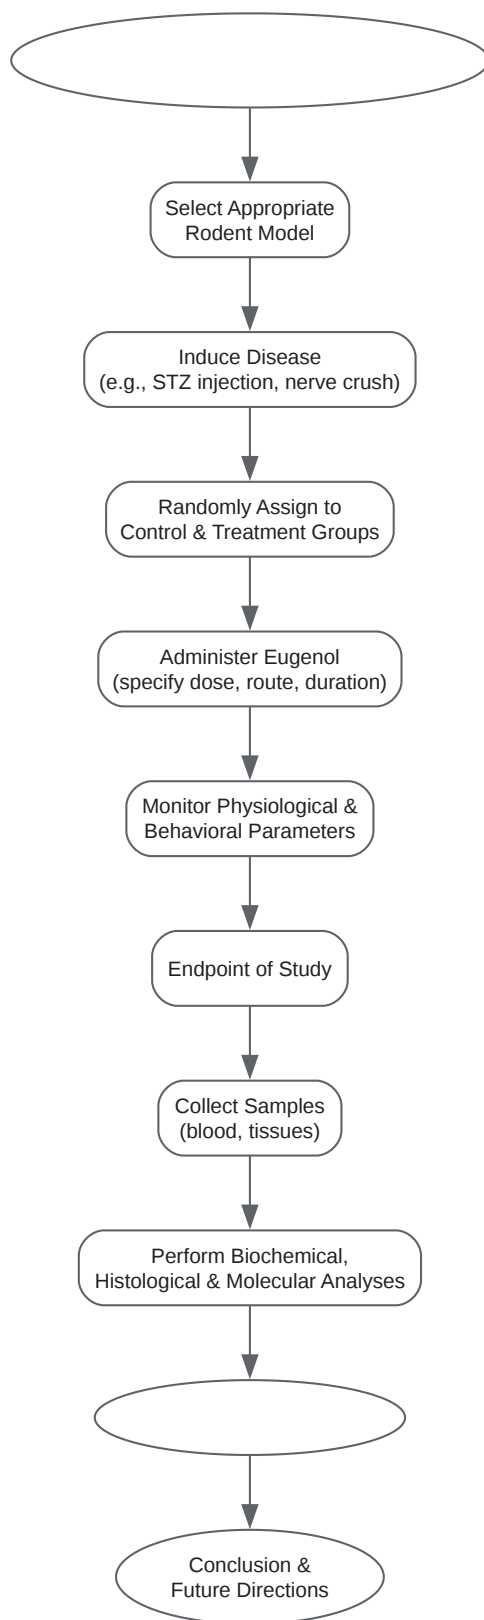 Select Appropriate
Rodent Model
Induce Disease
(e.g., STZ injection, nerve crush)
Randomly Assign to
Control & Treatment Groups
Administer Eugenol
(specify dose, route, duration)
Monitor Physiological &
Behavioral Parameters
Endpoint of Study
Collect Samples
(blood, tissues)
Perform Biochemical,
Histological & Molecular Analyses
Conclusion &
Future Directions